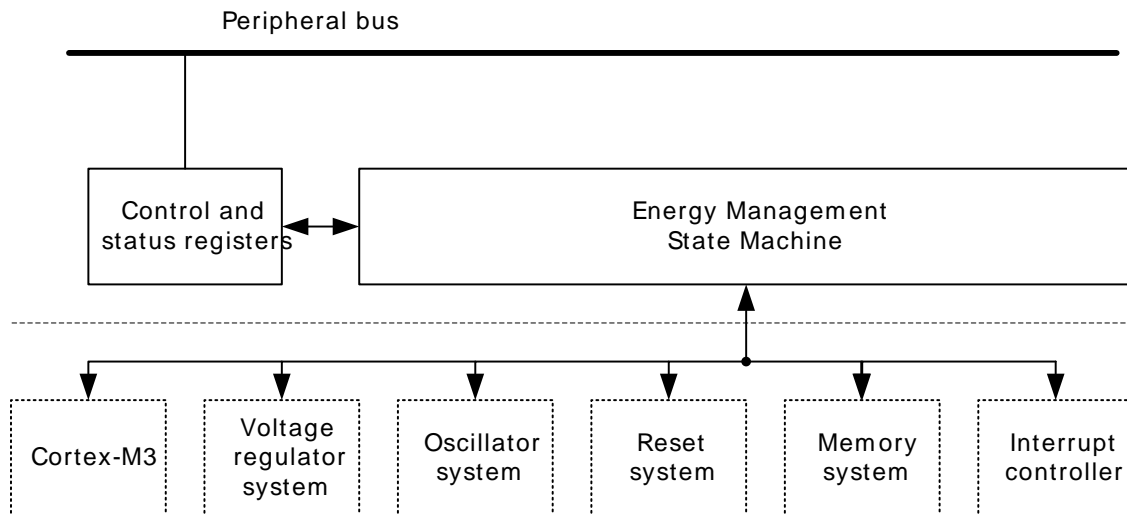 Peripheral bus
Control and
status registers
Energy Management
State Machine
Cortex-M3
Voltage
regulator
system
Oscillator
system
Reset
system
Memory
system
Interrupt
controller